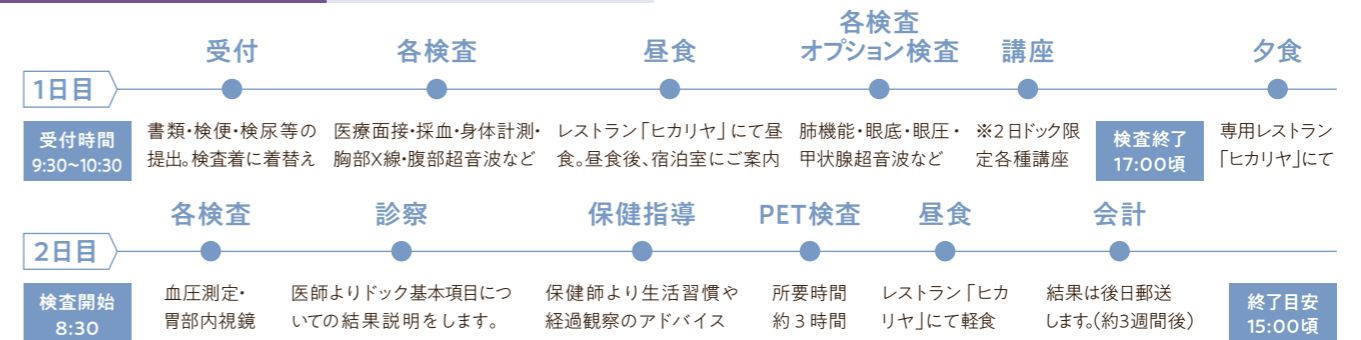 各検査
受付 各検査 昼食 オプション検査 講座 夕食
1日目
受付時間
9:30~10:30
書類・検便・検尿等の
提出。検査着に着替え
医療面接・採血・身体計測・
胸部X線・腹部超音波など
レストラン「ヒカリヤ」にて昼
食。昼食後、宿泊室にご案内
肺機能・眼底・眼圧・
甲状腺超音波など
※2日ドック限
定各種講座
検査終了
17:00頃
専用レストラン
「ヒカリヤ」にて
各検査 診察 保健指導 PET検査 昼食 会計
2日目
検査開始
8:30
血圧測定・
胃部内視鏡
医師よりドック基本項目につ
いての結果説明をします。
保健師より生活習慣や
経過観察のアドバイス
所要時間
約3時間
レストラン「ヒカ
リヤ」にて軽食
結果は後日郵送
します。(約3週間後)
終了目安
15:00頃